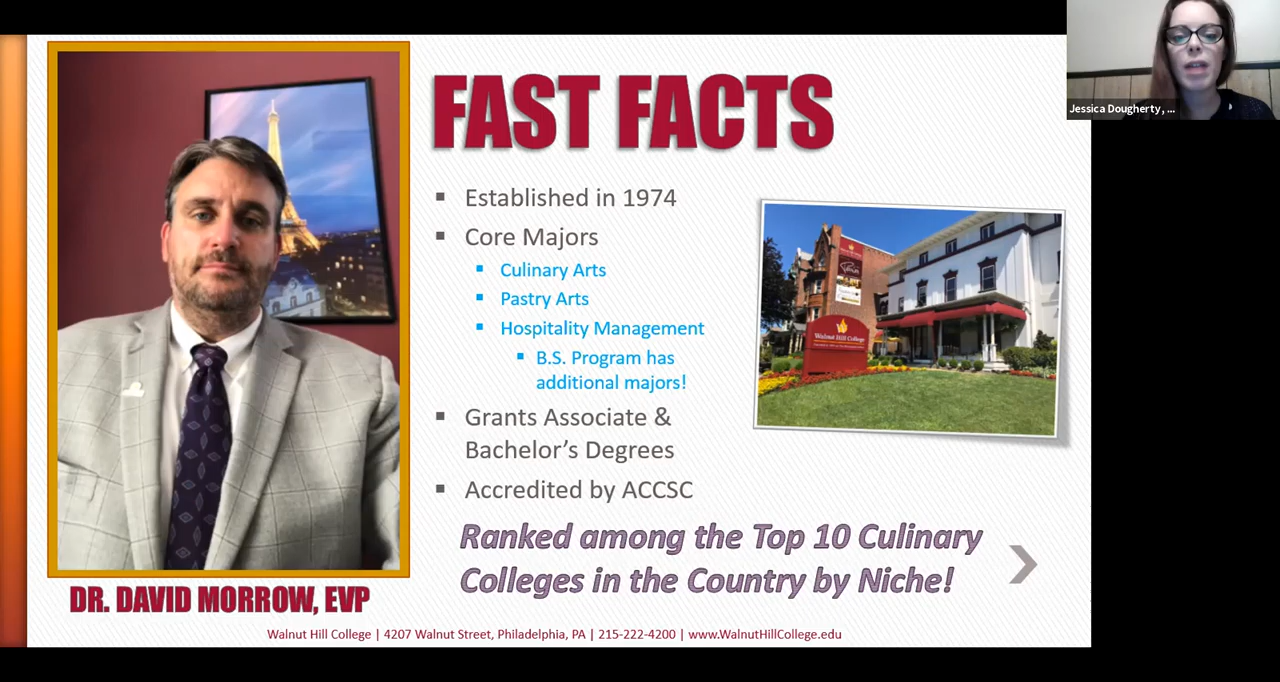 FAST FACTS
Jessica Dougherty, ...
Established in 1974
Core Majors
Culinary Arts
Pastry Arts
Hospitality Management
B.S. Program has
additional majors!
Grants Associate &
Bachelor's Degrees
Accredited by ACCSC
Walnut Hill College
Ranked among the Top 10 Culinary
Colleges in the Country by Niche!
DR. DAVID MORROW, EVP
Walnut Hill College | 4207 Walnut Street, Philadelphia, PA | 215-222-4200 | www.WalnutHillCollege.edu